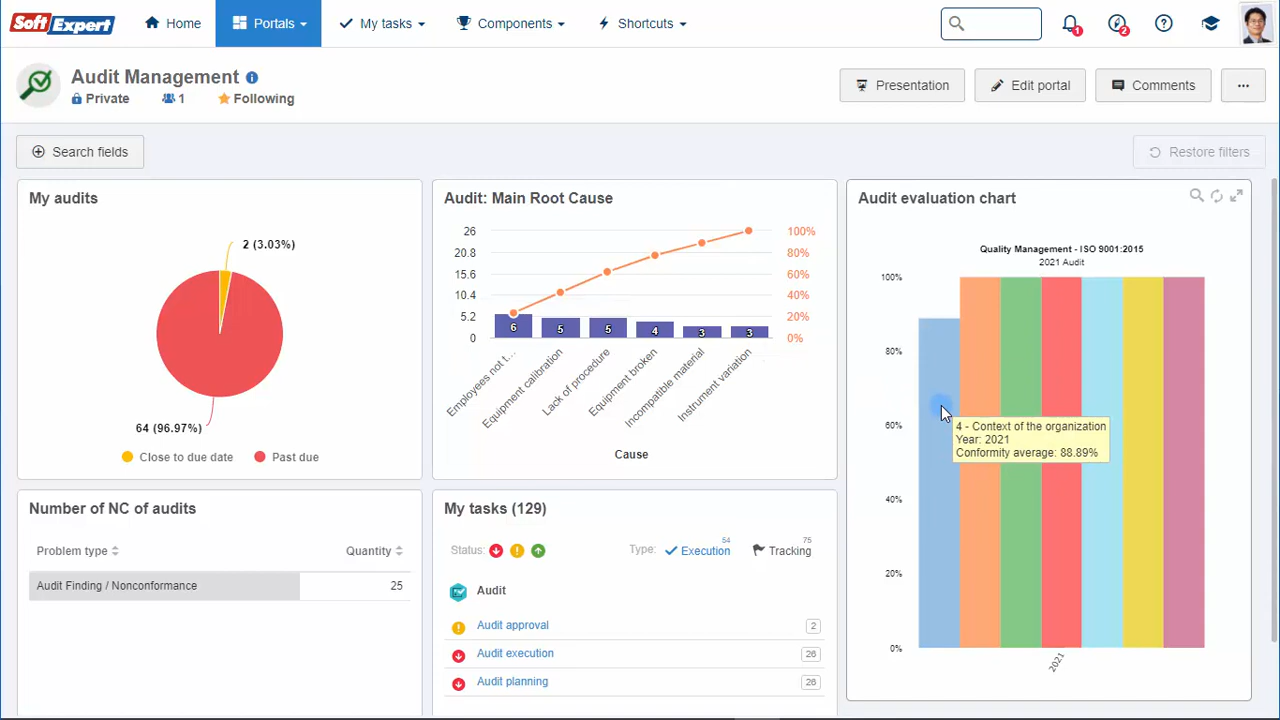 Soft Expert
Home
Portals
My tasks
Components
Shortcuts
1
2
Audit Management
Private
1
Following
Presentation
Edit portal
Comments
...
Search fields
Restore filters
My audits
2 (3.03%)
64 (96.97%)
Close to due date
Past due
Audit: Main Root Cause
26
20.8
15.6
10.4
5.2
0
100%
80%
60%
40%
20%
0%
6
5
5
4
3
3
Employees not t...
Equipment calibration
Lack of procedure
Equipment broken
Incompatible material
Instrument variation
Cause
Audit evaluation chart
Quality Management - ISO 9001:2015
2021 Audit
100%
80%
60%
40%
20%
0%
4 - Context of the organization
Year: 2021
Conformity average: 88.89%
2021
Number of NC of audits
Problem type
Quantity
Audit Finding / Nonconformance
25
My tasks (129)
Status:
Type:
Execution
54
Tracking
75
Audit
Audit approval
2
Audit execution
26
Audit planning
26